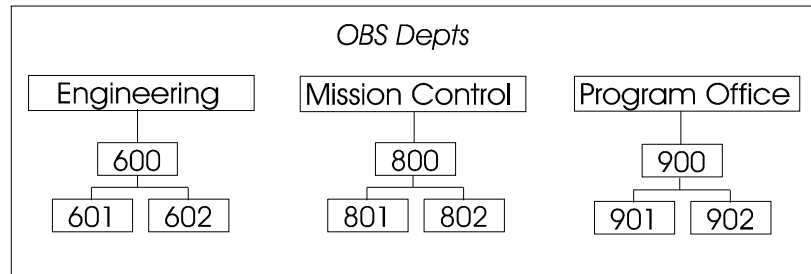 OBS Depts
Engineering Mission Control Program Office
600 800 900
601 602 801 802 901 902